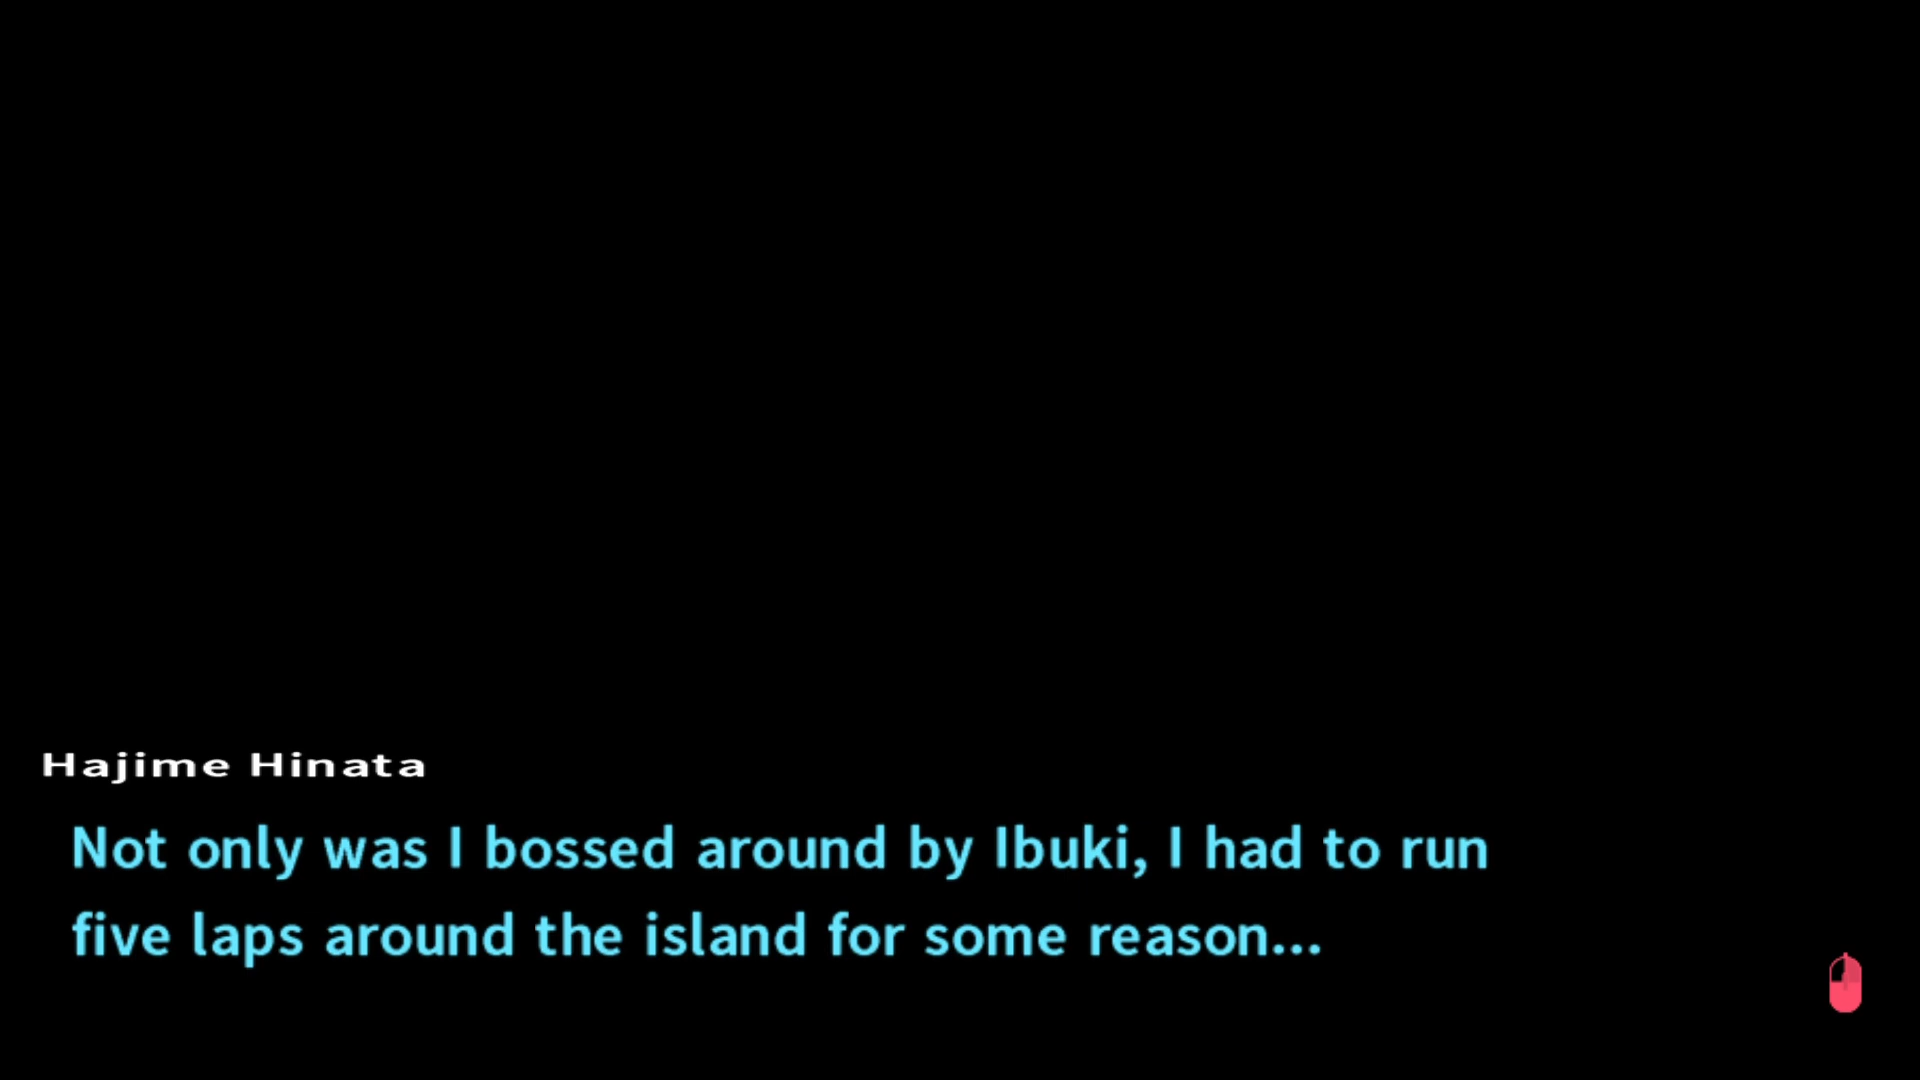 Hajime Hinata
Not only was I bossed around by Ibuki, I had to run
five laps around the island for some reason...